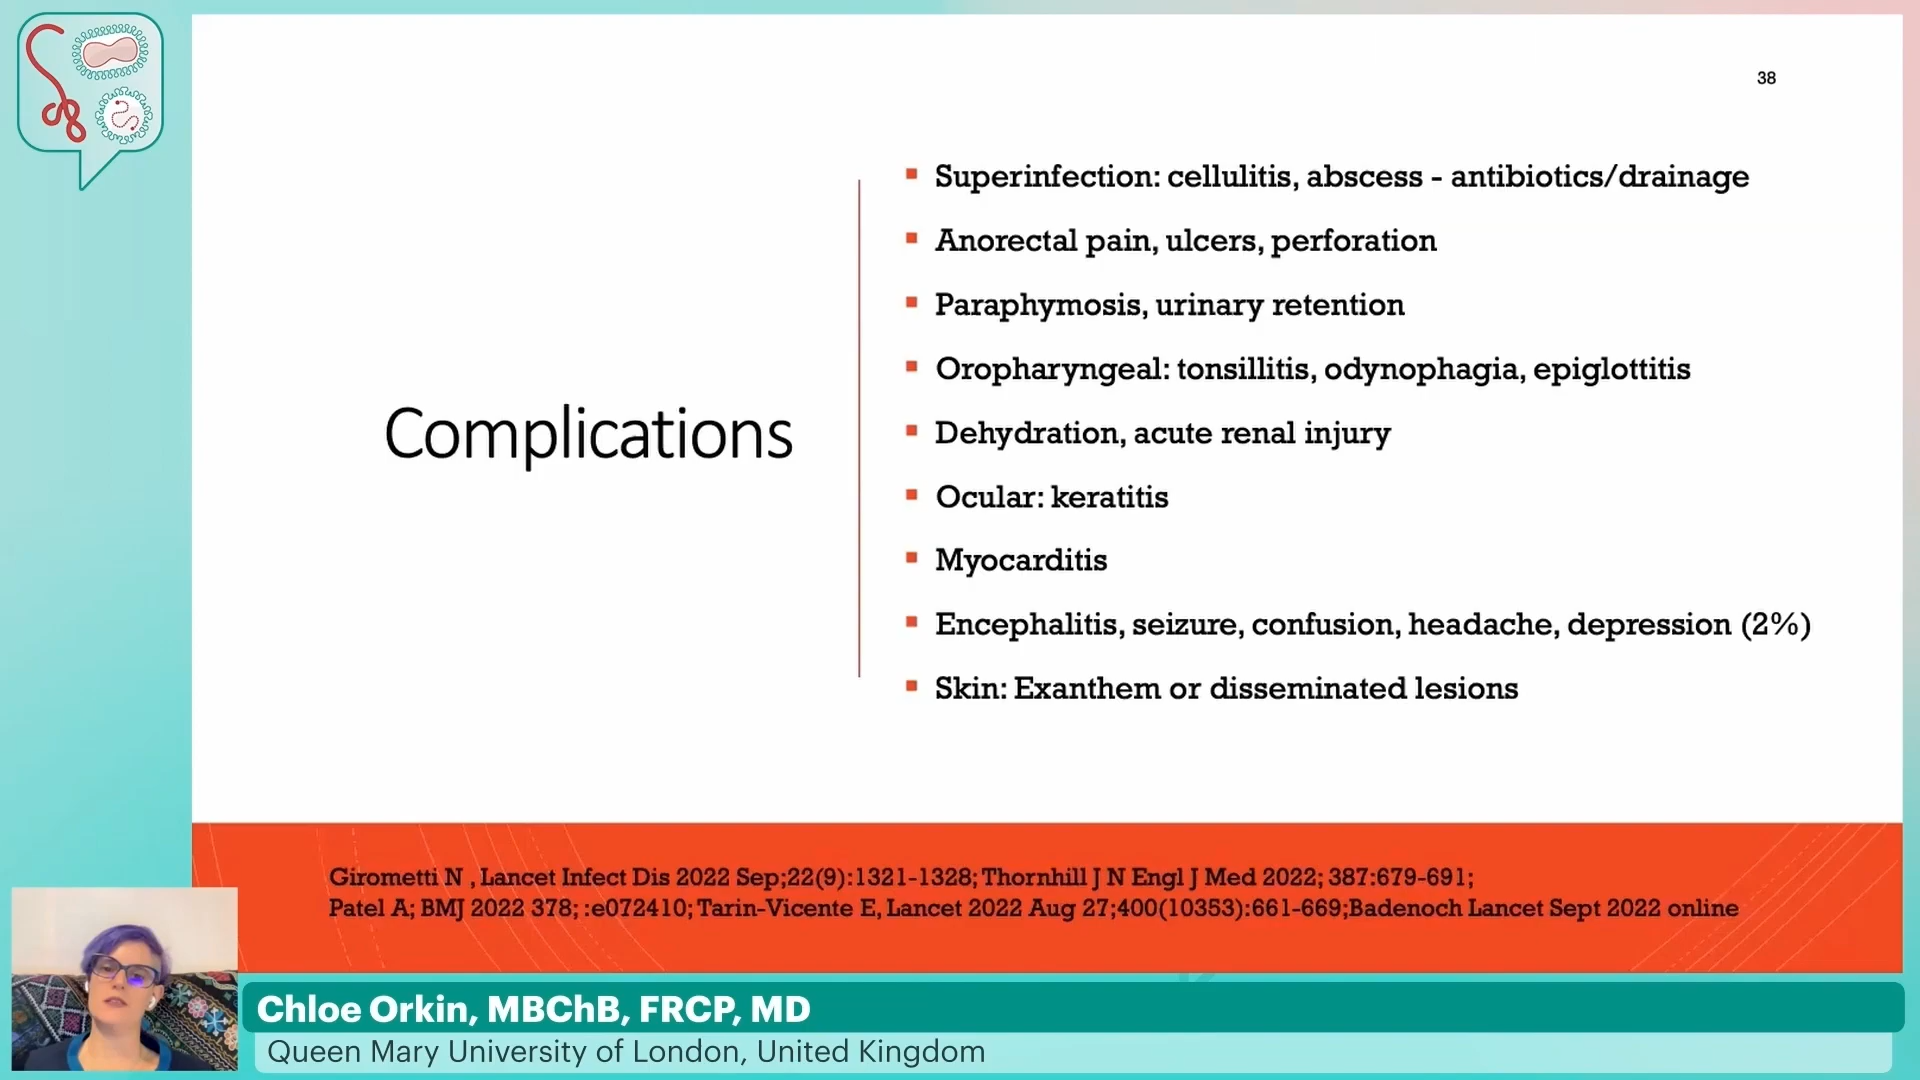 38
Complications
Superinfection: cellulitis, abscess - antibiotics/drainage
Anorectal pain, ulcers, perforation
Paraphymosis, urinary retention
Oropharyngeal: tonsillitis, odynophagia, epiglottitis
Dehydration, acute renal injury
Ocular: keratitis
Myocarditis
Encephalitis, seizure, confusion, headache, depression (2%)
Skin: Exanthem or disseminated lesions
Girometti N , Lancet Infect Dis 2022 Sep;22(9):1321-1328; Thornhill J N Engl J Med 2022; 387:679-691;
Patel A; BMJ 2022 378; :e072410; Tarin-Vicente E, Lancet 2022 Aug 27;400(10353):661-669;Badenoch Lancet Sept 2022 online
Chloe Orkin, MBChB, FRCP, MD
Queen Mary University of London, United Kingdom